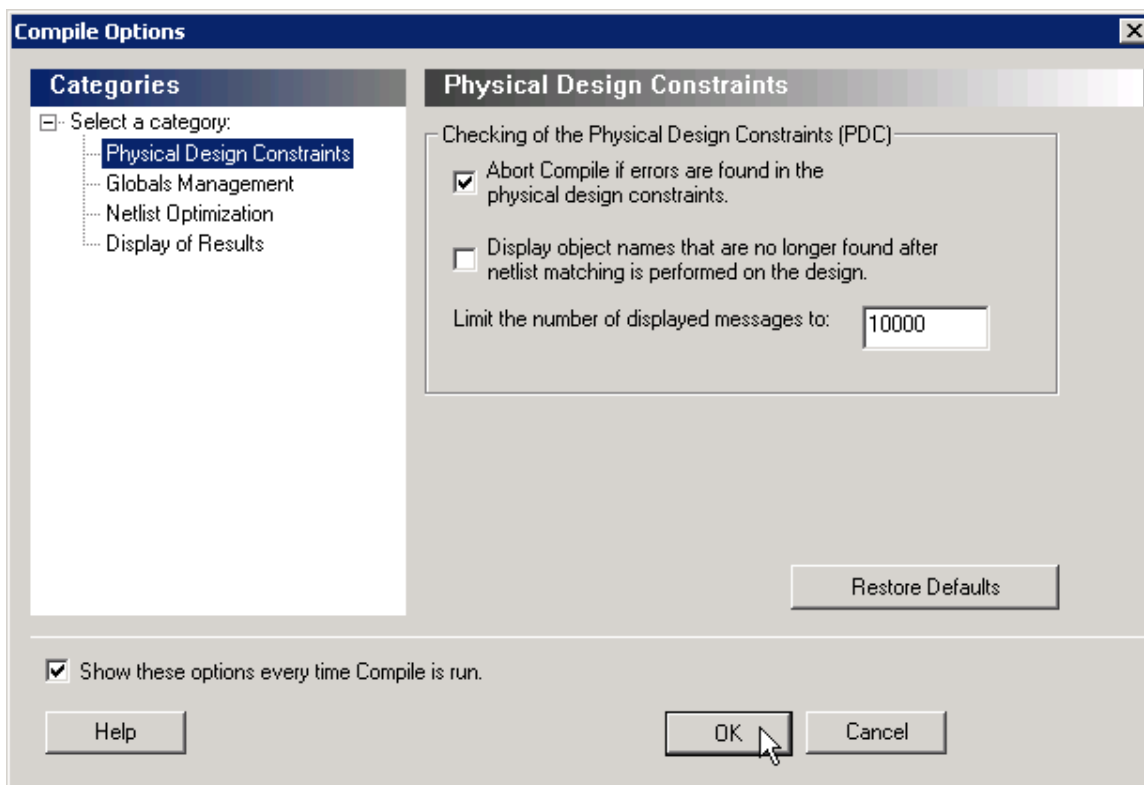 Compile Options
Categories
Select a category:
Physical Design Constraints
Globals Management
Netlist Optimization
Display of Results
Physical Design Constraints
Checking of the Physical Design Constraints (PDC)
Abort Compile if errors are found in the
physical design constraints.
Display object names that are no longer found after
netlist matching is performed on the design.
Limit the number of displayed messages to:
10000
Restore Defaults
Show these options every time Compile is run.
Help
OK
Cancel